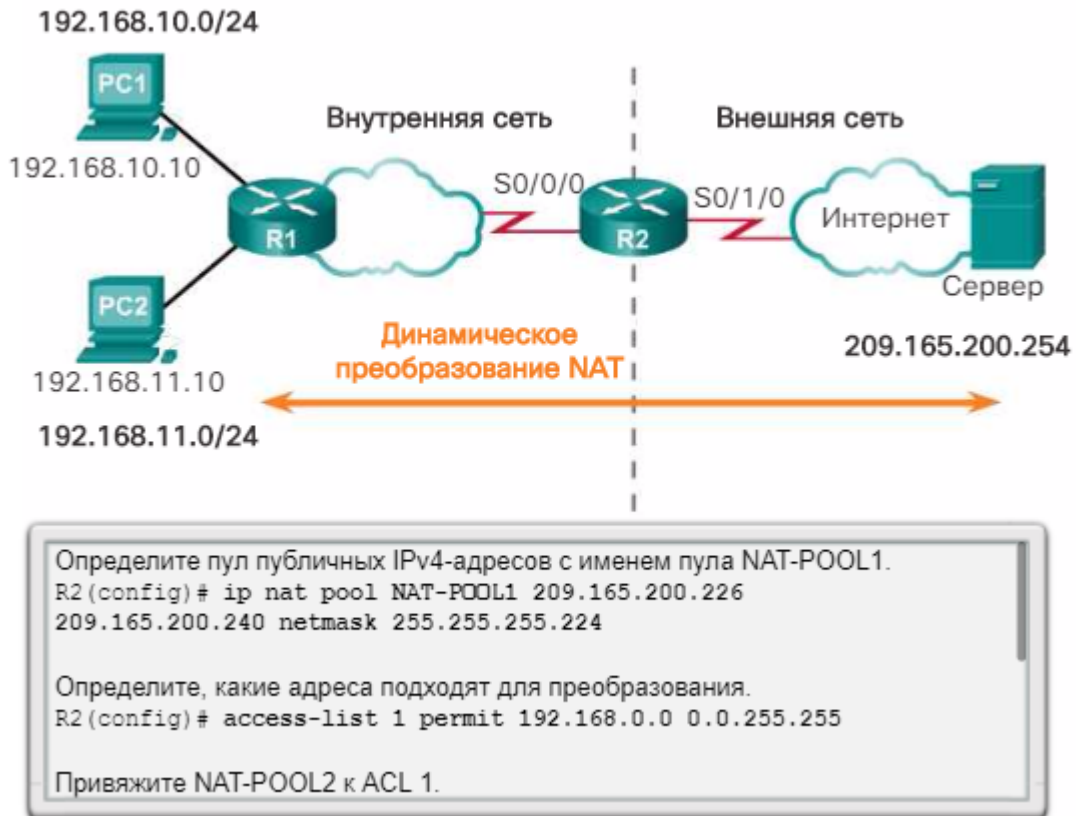 192.168.10.0/24
PC1
192.168.10.10
Внутренняя сеть
Внешняя сеть
S0/0/0
S0/1/0
R1
R2
Интернет
Сервер
209.165.200.254
PC2
192.168.11.10
192.168.11.0/24
Динамическое
преобразование NAT
Определите пул публичных IPv4-адресов с именем пула NAT-POOL1.
R2(config)# ip nat pool NAT-POOL1 209.165.200.226
209.165.200.240 netmask 255.255.255.224
Определите, какие адреса подходят для преобразования.
R2(config)# access-list 1 permit 192.168.0.0 0.0.255.255
Привяжите NAT-POOL2 к ACL 1.